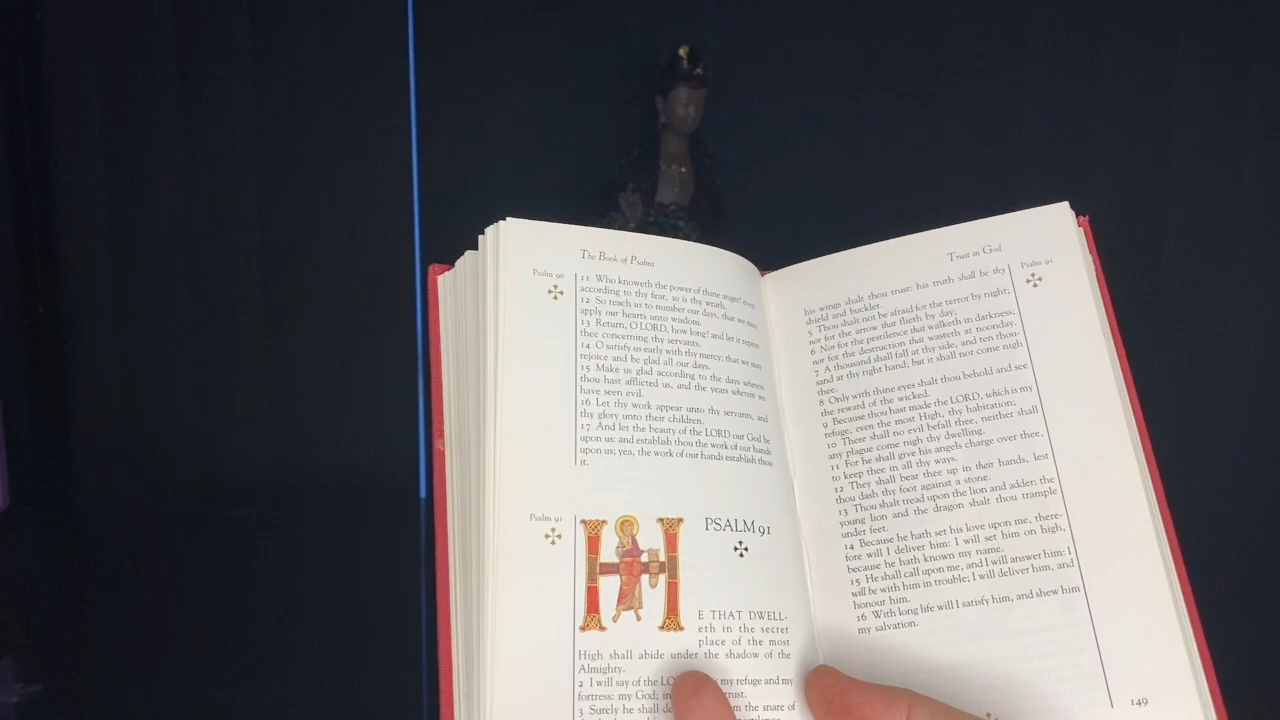 The Book of Psalms
Psalm 90
11 Who knoweth the power of thine anger? even
according to thy fear, so is thy wrath.
12 So teach us to number our days, that we may
apply our hearts unto wisdom.
13 Return, O LORD, how long? and let it repent
thee concerning thy servants.
14 O satisfy us early with thy mercy; that we may
rejoice and be glad all our days.
15 Make us glad according to the days wherein
thou hast afflicted us, and the years wherein we
have seen evil.
16 Let thy work appear unto thy servants, and
thy glory unto their children.
17 And let the beauty of the LORD our God be
upon us: and establish thou the work of our hands
upon us; yea, the work of our hands establish thou
it.
Psalm 91
PSALM 91
HE THAT DWELL-
eth in the secret
place of the most
High shall abide under the shadow of the
Almighty.
2 I will say of the my refuge and my
fortress: my God; in trust.
3 Surely he shall the snare of
Trust in God
Psalm 91
his wings shalt thou trust: his truth shall be thy
shield and buckler.
5 Thou shalt not be afraid for the terror by night;
nor for the arrow that flieth by day;
6 Nor for the pestilence that walketh in darkness;
nor for the destruction that wasteth at noonday.
7 A thousand shall fall at thy side, and ten thou-
sand at thy right hand; but it shall not come nigh
thee.
8 Only with thine eyes shalt thou behold and see
the reward of the wicked.
9 Because thou hast made the LORD, which is my
refuge, even the most High, thy habitation;
10 There shall no evil befall thee, neither shall
any plague come nigh thy dwelling.
11 For he shall give his angels charge over thee,
to keep thee in all thy ways.
12 They shall bear thee up in their hands, lest
thou dash thy foot against a stone.
13 Thou shalt tread upon the lion and adder: the
young lion and the dragon shalt thou trample
under feet.
14 Because he hath set his love upon me, there-
fore will I deliver him: I will set him on high,
because he hath known my name.
15 He shall call upon me, and I will answer him: I
will be with him in trouble; I will deliver him, and
honour him.
16 With long life will I satisfy him, and shew him
my salvation.
149